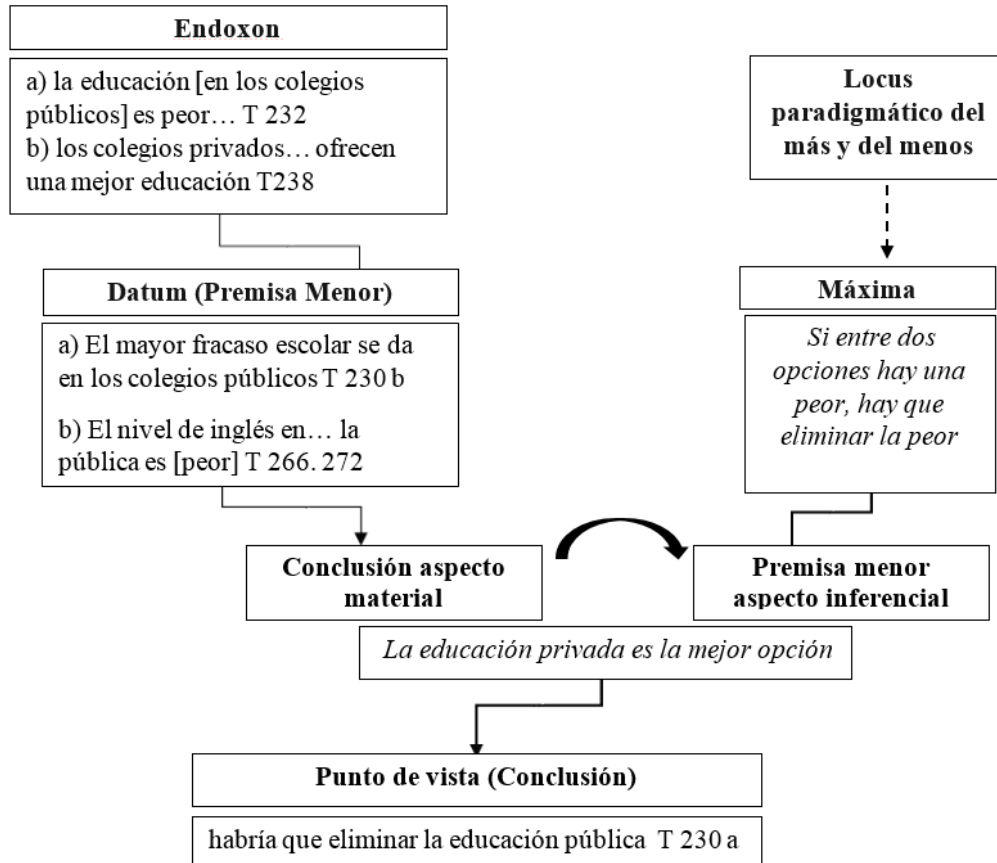 Endoxon
a) la educación [en los colegios
públicos] es peor… T 232
b) los colegios privados… ofrecen
una mejor educación T238
Locus
paradigmático del
más y del menos
Datum (Premisa Menor)
a) El mayor fracaso escolar se da
en los colegios públicos T 230 b
b) El nivel de inglés en… la
pública es [peor] T 266. 272
Máxima
Si entre dos
opciones hay una
peor, hay que
eliminar la peor
Conclusión aspecto
material
Premisa menor
aspecto inferencial
La educación privada es la mejor opción
Punto de vista (Conclusión)
habría que eliminar la educación pública T 230 a